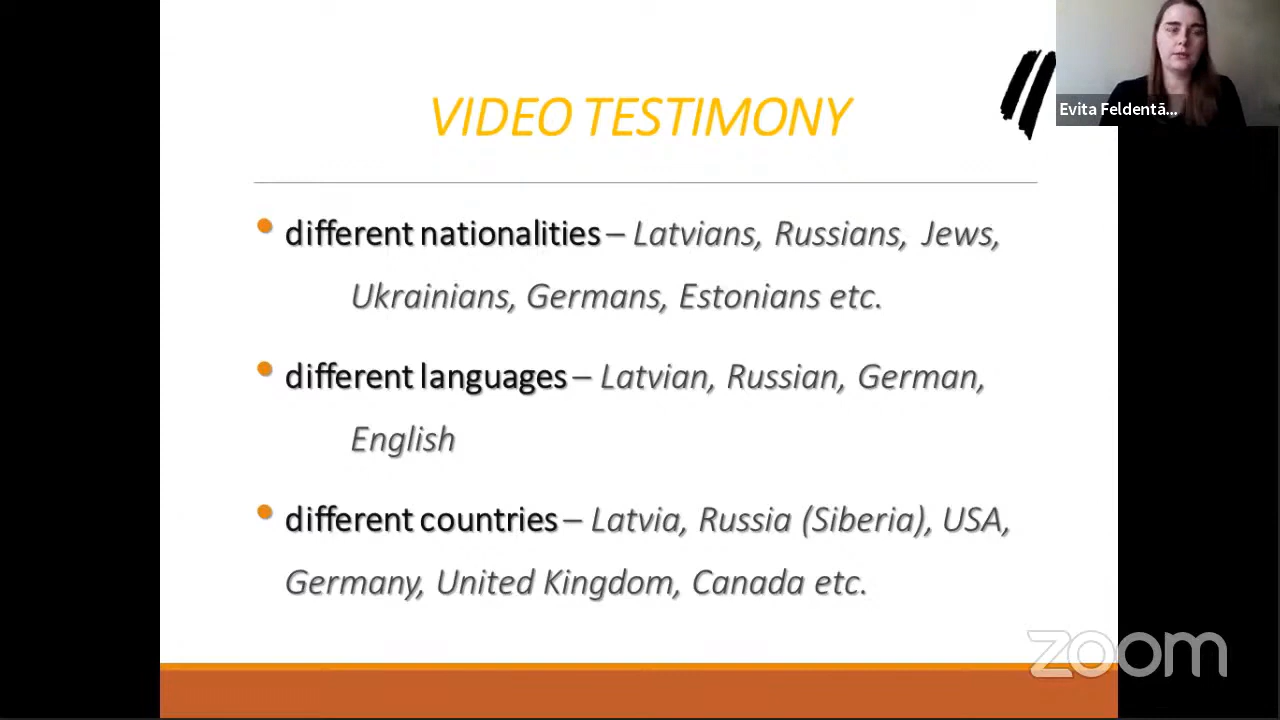 VIDEO TESTIMONY
Evita Feldentā...
• different nationalities – Latvians, Russians, Jews,
Ukrainians, Germans, Estonians etc.
• different languages – Latvian, Russian, German,
English
• different countries – Latvia, Russia (Siberia), USA,
Germany, United Kingdom, Canada etc.
zoom